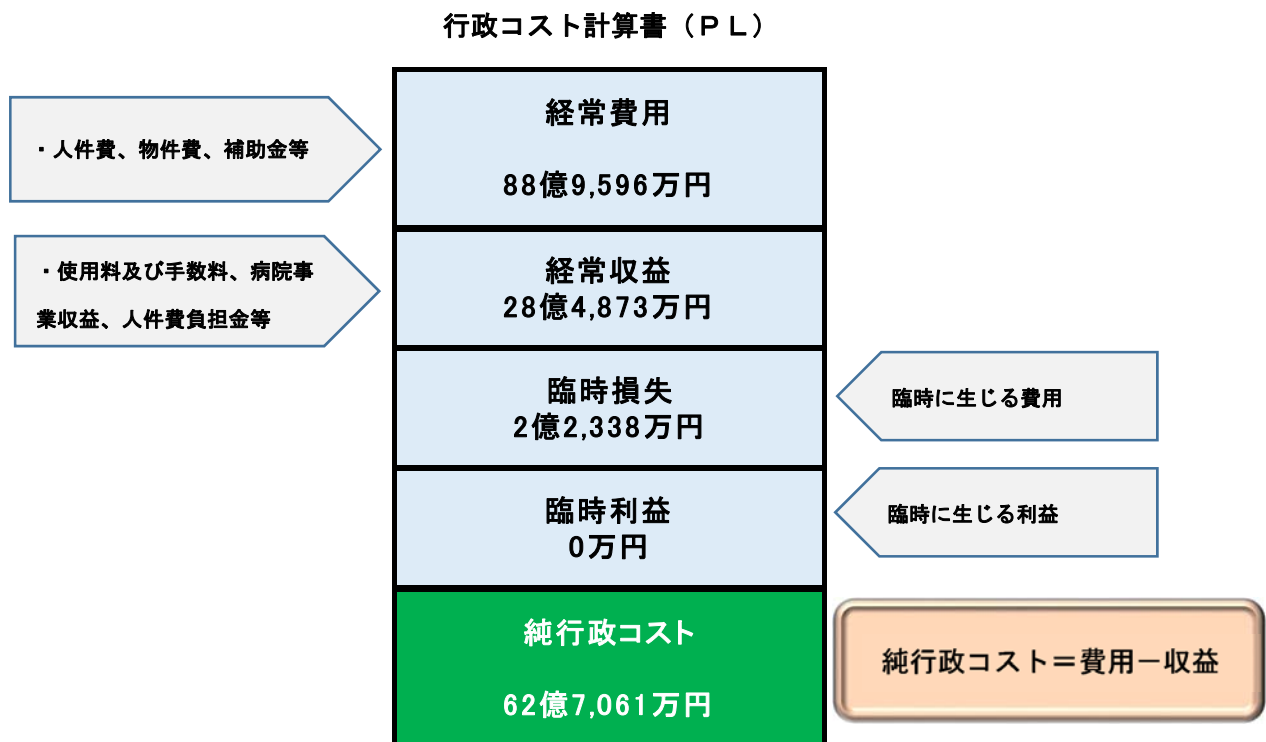 行政コスト計算書（ＰＬ）
経常費用
88億9,596万円
・人件費、物件費、補助金等
経常収益
28億4,873万円
・使用料及び手数料、病院事
業収益、人件費負担金等
臨時損失
2億2,338万円
臨時に生じる費用
臨時利益
0万円
臨時に生じる利益
純行政コスト
62億7,061万円
純行政コスト＝費用－収益